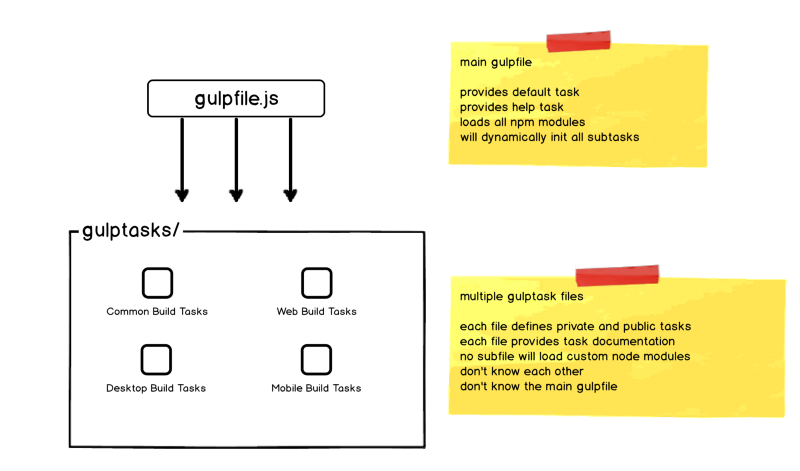 gulpfile.js
main gulpfile
provides default task
provides help task
loads all npm modules
will dynamically init all subtasks
gulptasks/
Common Build Tasks
Web Build Tasks
Desktop Build Tasks
Mobile Build Tasks
multiple gulptask files
each file defines private and public tasks
each file provides task documentation
no subfile will load custom node modules
don't know each other
don't know the main gulpfile